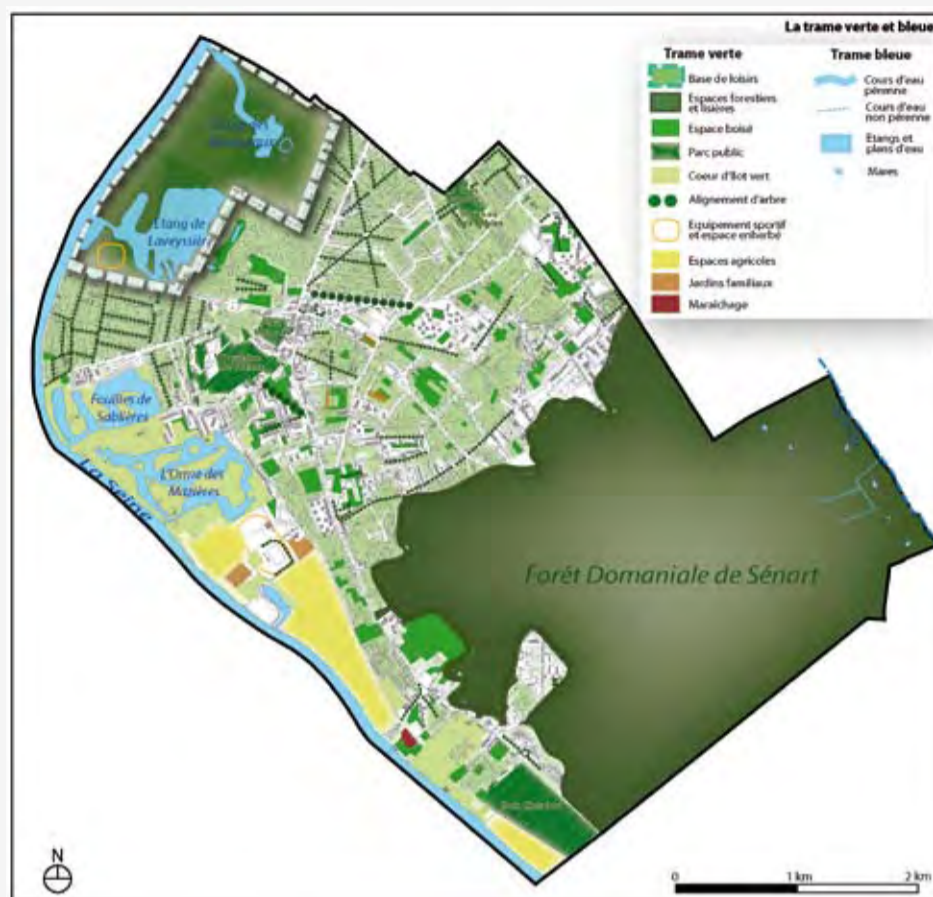 La trame verte et bleue
Trame verte
Base de loisirs
Espaces forestiers
et lisières
Espace boisé
Parc public
Coeur d'îlot vert
Alignement d'arbre
Equipement sportif
et espace enherbé
Espaces agricoles
Jardins familiaux
Maraîchage
Trame bleue
Cours d'eau
pérenne
Cours d'eau
non pérenne
Etangs et
plans d'eau
Mares
Etang de
Laveyssière
Fouilles de
Sablières
L'Orme des
Mazières
La Seine
Forêt Domaniale de Sénart
N
0 1 km 2 km